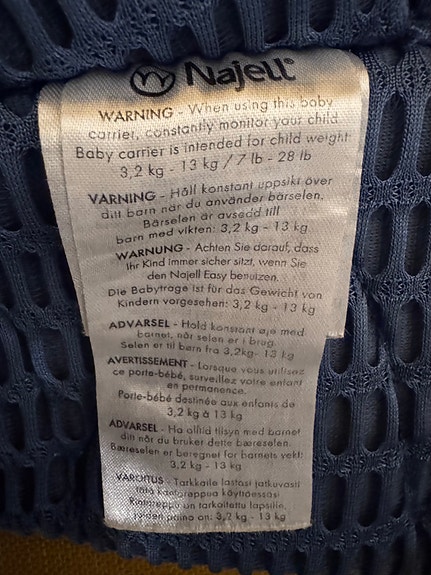 Najell®
WARNING - When using this baby
carrier, constantly monitor your child
Baby carrier is intended for child weight
3,2 kg - 13 kg / 7 lb - 28 lb
VARNING - Håll konstant uppsikt över
ditt barn när du använder bärselen.
Bärselen är avsedd till
barn med vikten: 3,2 kg - 13 kg
WARNUNG - Achten Sie darauf, dass
Ihr Kind immer sicher sitzt, wenn Sie
den Najell Easy benutzen.
Die Babytrage ist für das Gewicht von
Kindern vorgesehen: 3,2 kg - 13 kg
ADVARSEL - Hold konstant øje med
barnet, når selen er i brug.
Selen er til børn fra 3,2kg- 13 kg
AVERTISSEMENT - Lorsque vous utilisez
ce porte-bébé, surveillez votre enfant
en permanence.
Porte-bébé destinée aux enfants de
3,2 kg à 13 kg
ADVARSEL - Ha alltid tilsyn med barnet
ditt når du bruker dette bæreselen.
Bæreselen er beregnet for barnets vekt:
3,2 kg - 13 kg
VAROITUS - Tarkkaile lastasi jatkuvasti
tätä kantoreppua käyttäessäsi
Rintareppu on tarkoitettu lapsille,
joiden paino on: 3,2 kg - 13 kg